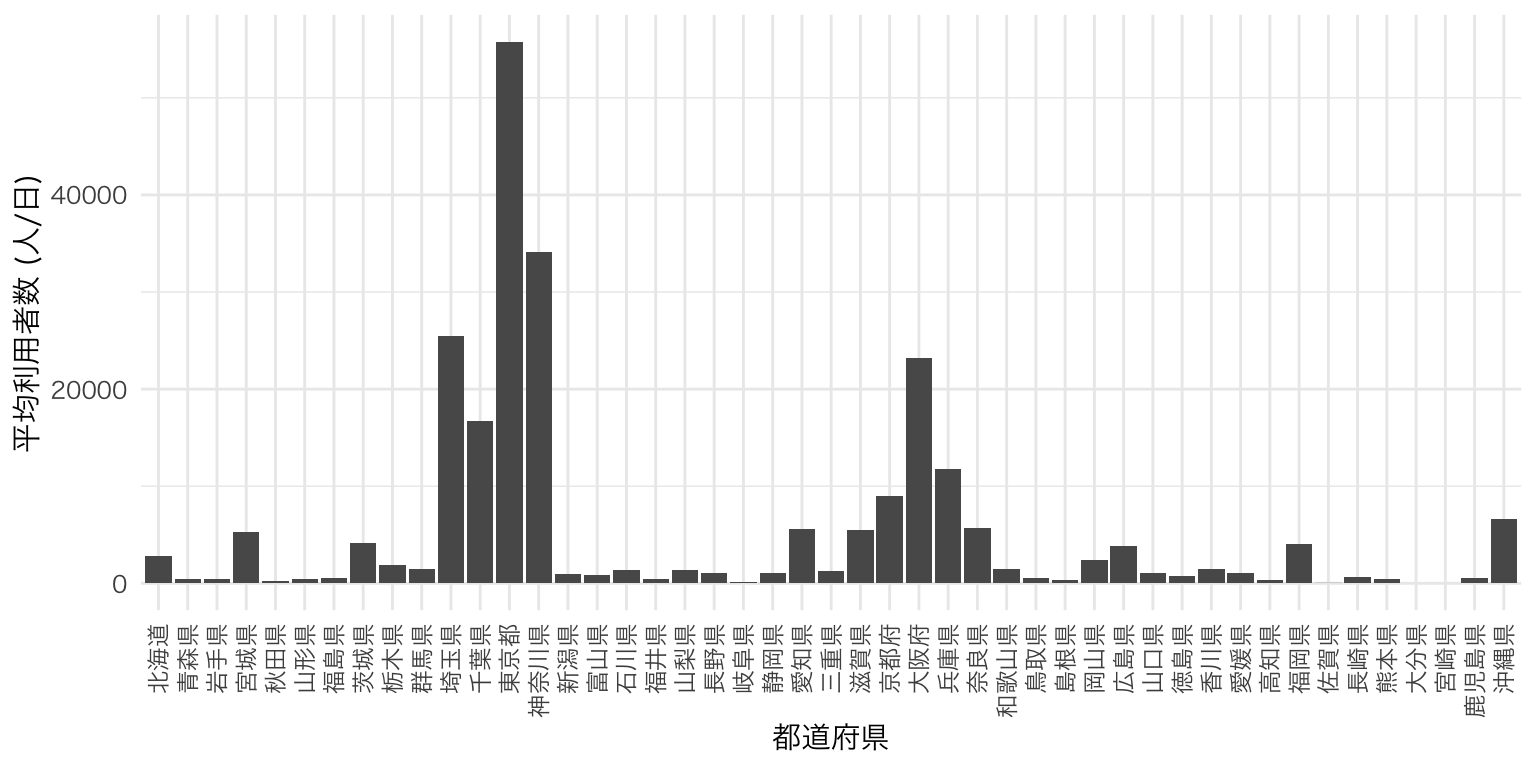 平均利用者数 (人/日)
40000
20000
0
北海道
青森県
岩手県
宮城県
秋田県
山形県
福島県
茨城県
栃木県
群馬県
埼玉県
千葉県
東京都
神奈川県
新潟県
富山県
石川県
福井県
山梨県
長野県
岐阜県
静岡県
愛知県
三重県
滋賀県
京都府
大阪府
兵庫県
奈良県
和歌山県
鳥取県
島根県
岡山県
広島県
山口県
徳島県
香川県
愛媛県
高知県
福岡県
佐賀県
長崎県
熊本県
大分県
宮崎県
鹿児島県
沖縄県
都道府県